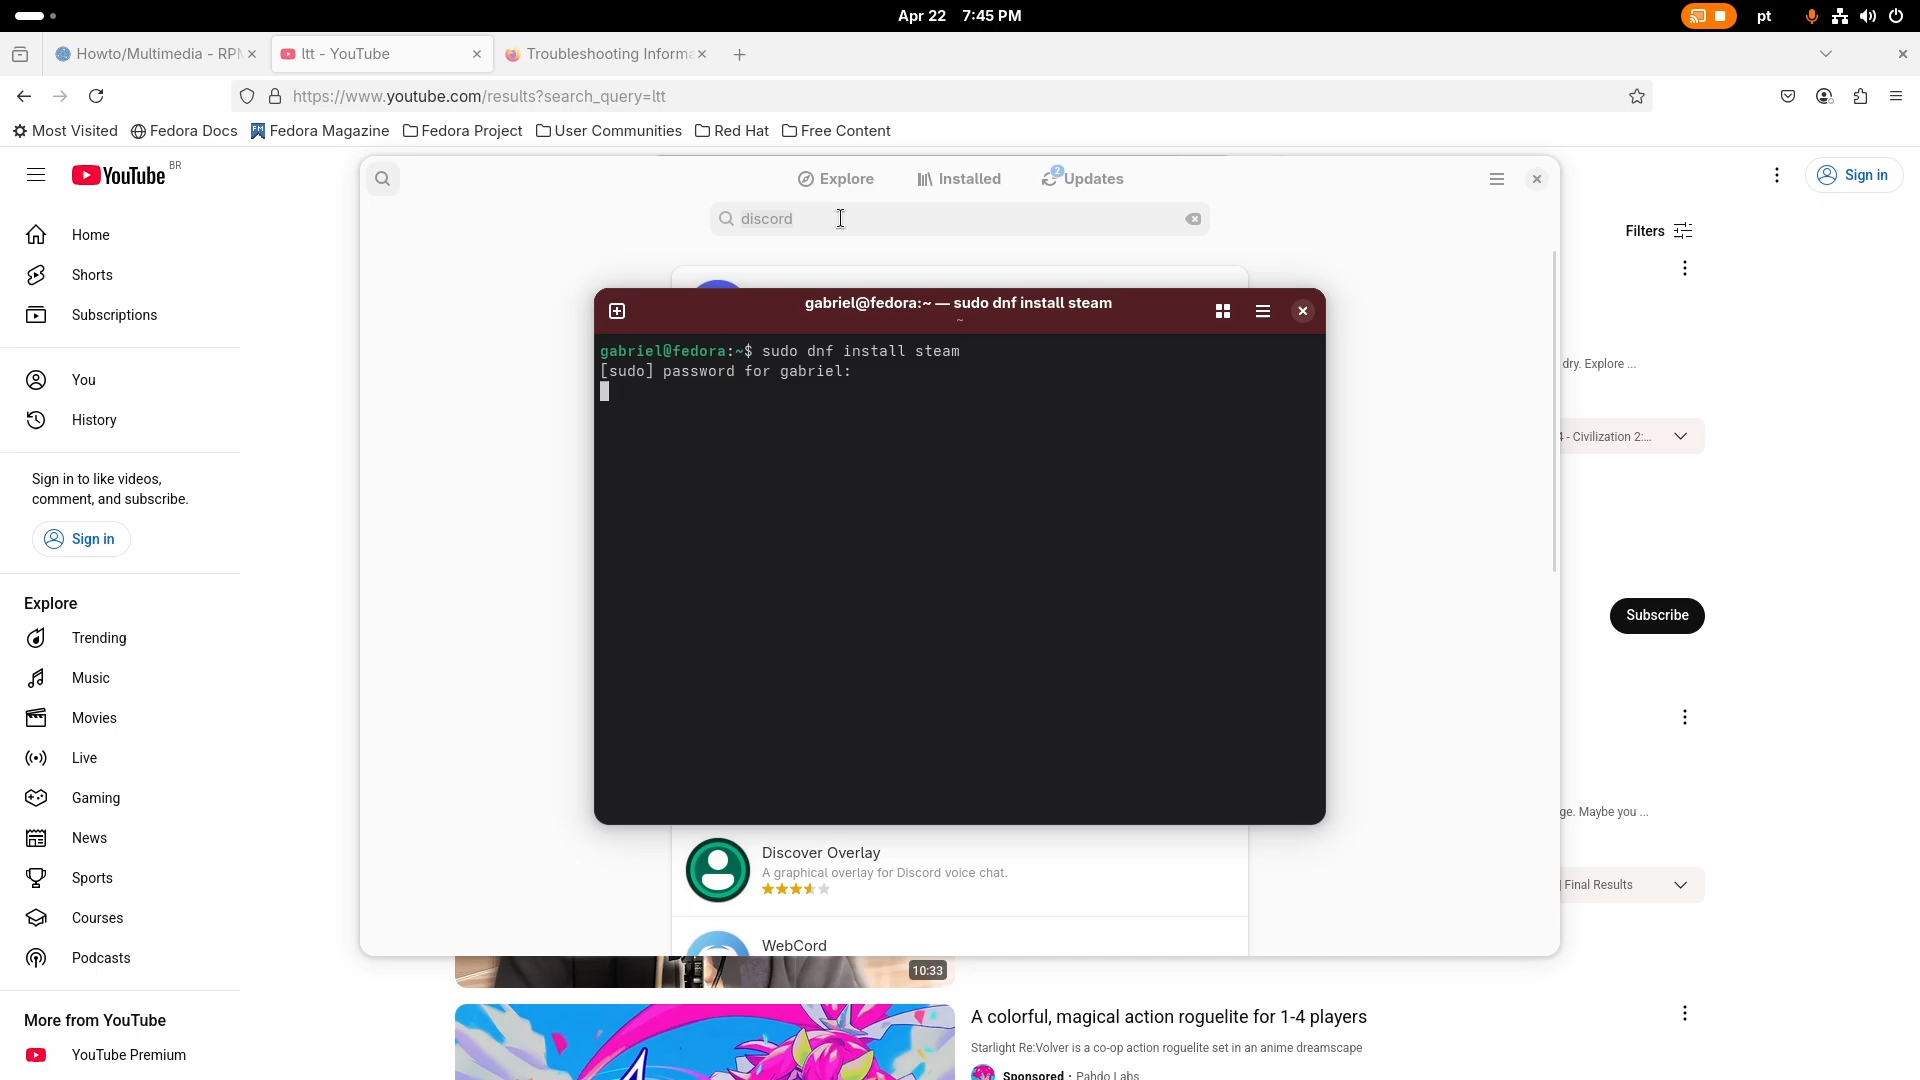 Apr 22 7:45 PM
pt
Howto/Multimedia - RP
ltt - YouTube
Troubleshooting Inform
https://www.youtube.com/results?search_query=ltt
Most Visited
Fedora Docs
Fedora Magazine
Fedora Project
User Communities
Red Hat
Free Content
YouTube BR
Sign in
Home
Shorts
Subscriptions
You
History
Sign in to like videos,
comment, and subscribe.
Sign in
Explore
Trending
Music
Movies
Live
Gaming
News
Sports
Courses
Podcasts
More from YouTube
YouTube Premium
Explore
Installed
2
Updates
discord
gabriel@fedora:~ — sudo dnf install steam
~
gabriel@fedora:~$ sudo dnf install steam
[sudo] password for gabriel:
Discover Overlay
A graphical overlay for Discord voice chat.
WebCord
Filters
dry. Explore ...
- Civilization 2:...
Subscribe
ge. Maybe you ...
| Final Results
10:33
A colorful, magical action roguelite for 1-4 players
Starlight Re:Volver is a co-op action roguelite set in an anime dreamscape
Sponsored · Pahdo Labs